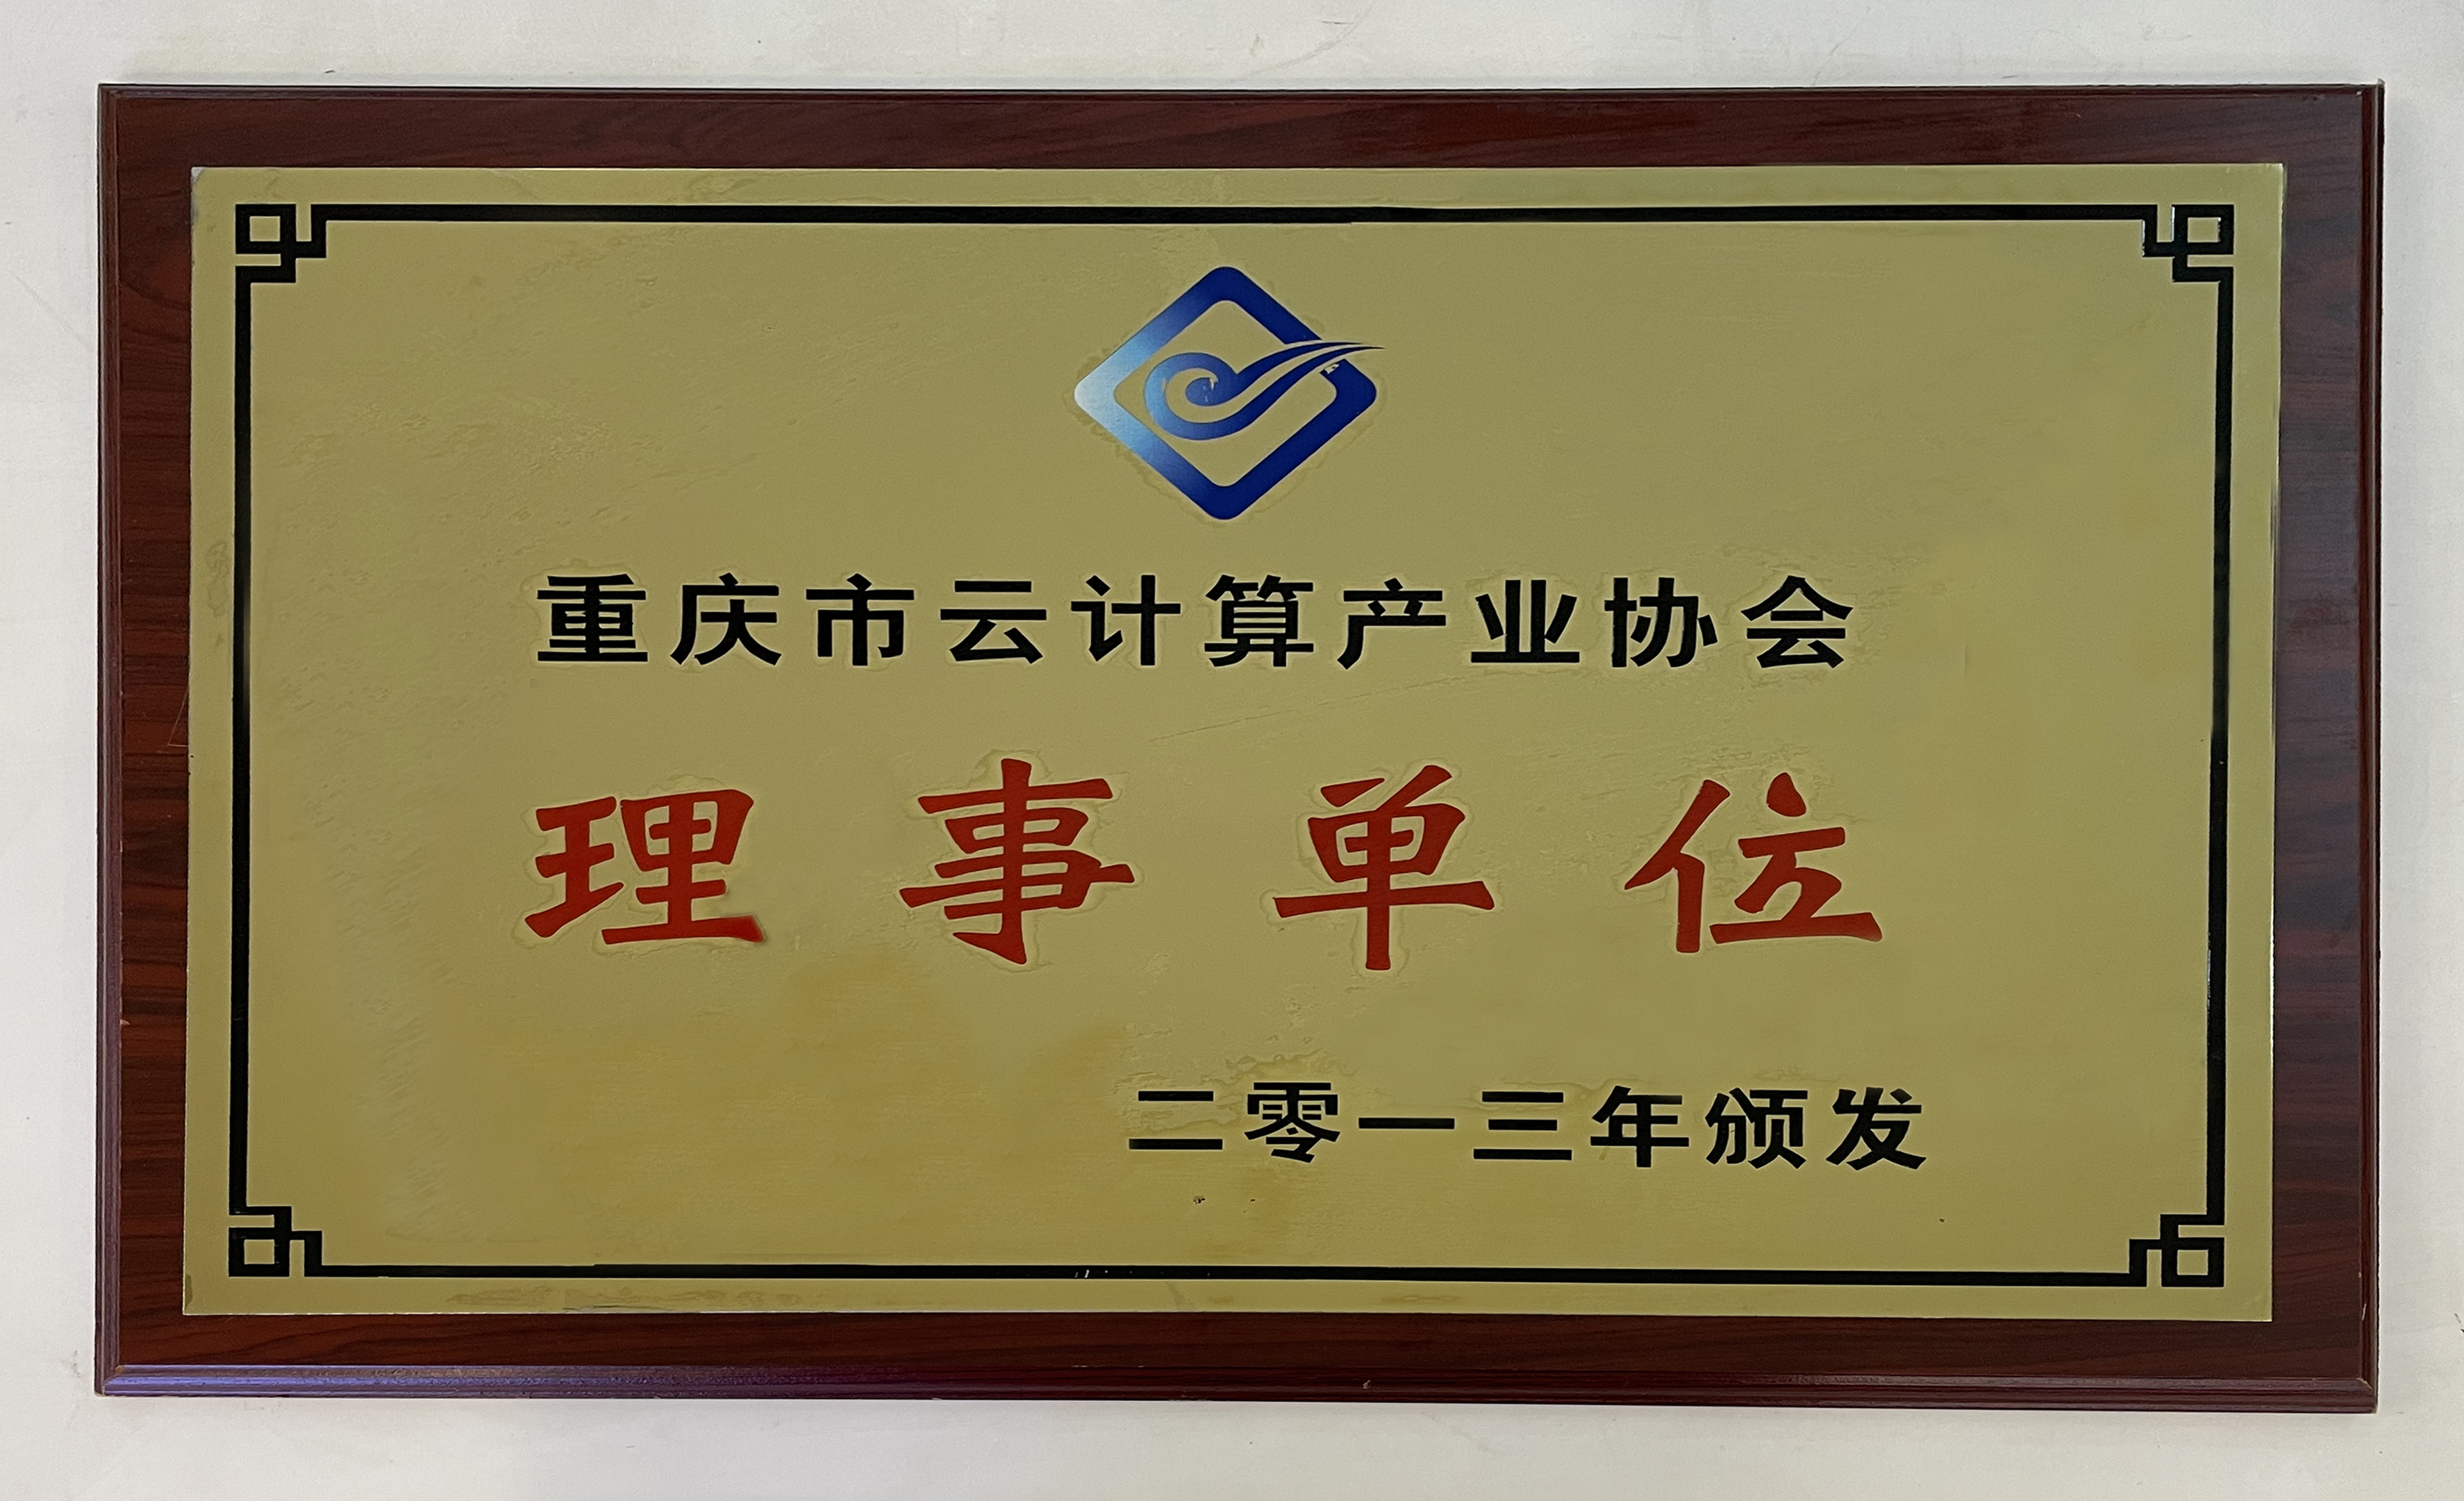 重庆市云计算产业协会
理事单位
二零一三年颁发